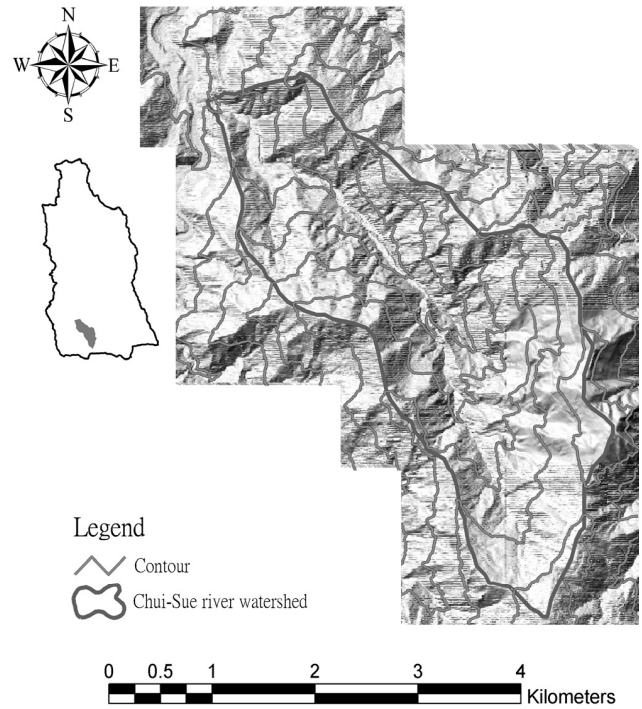 N
W E
S
Legend
Contour
Chui-Sue river watershed
0 0.5 1 2 3 4
Kilometers